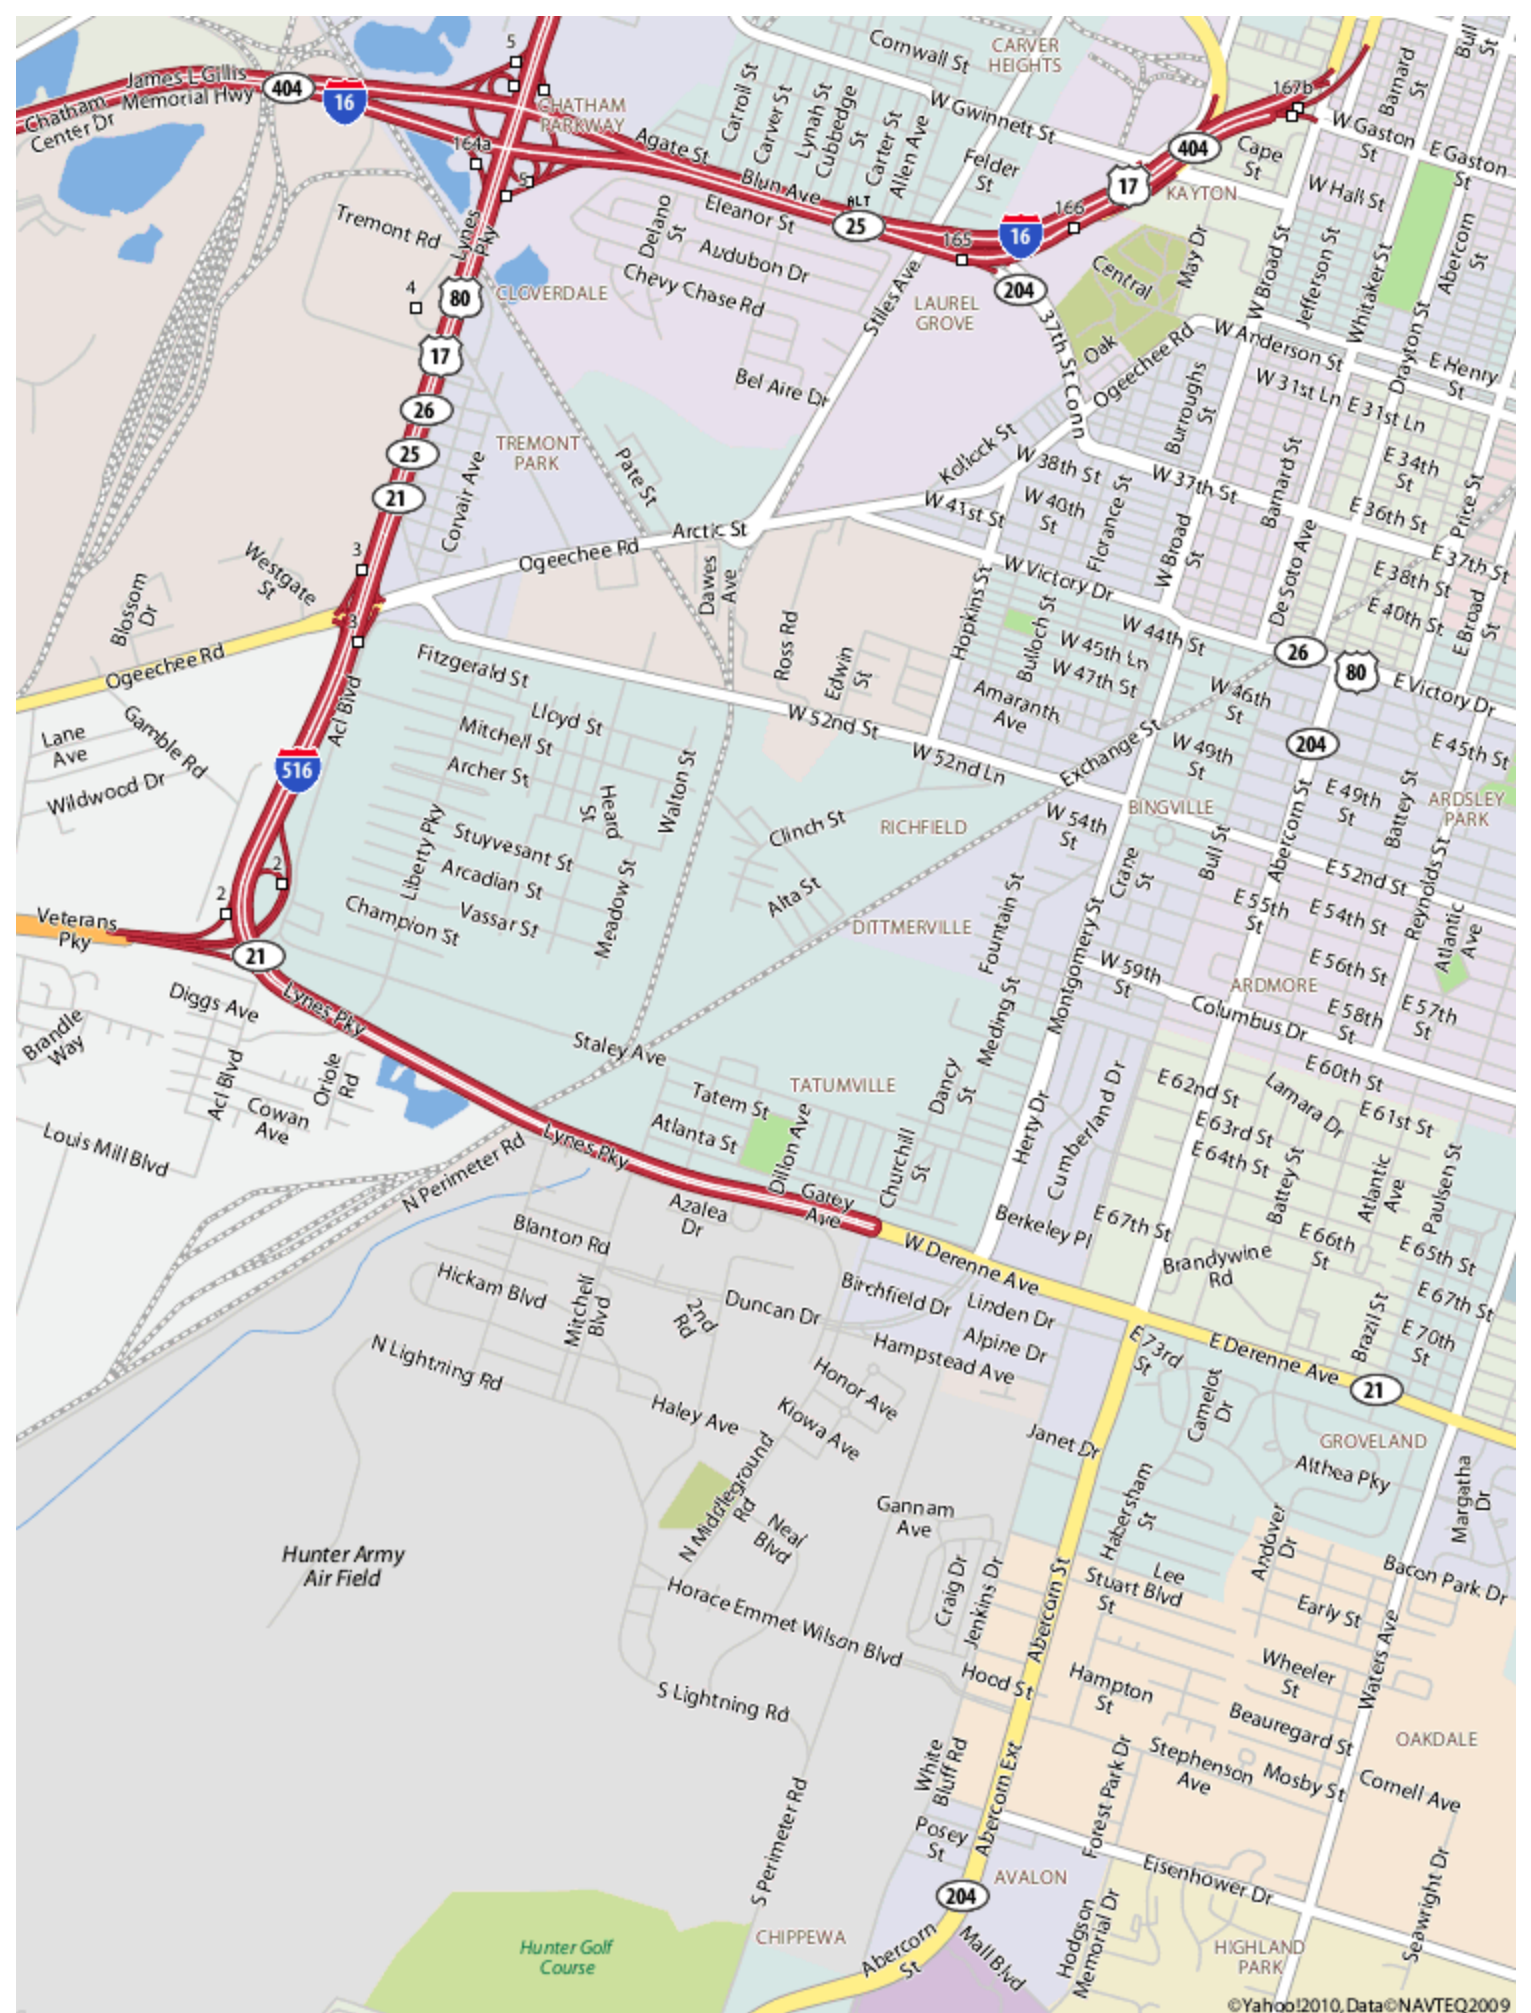 5
Cornwall St
CARVER
HEIGHTS
Barnard
St
Bull
St
James L Gillis
Memorial Hwy
404
16
Chatham
Center Dr
CHATHAM
PARKWAY
164a
5
Agate St
Carroll St
Carver St
Lynah St
Cubbedge
St
Carter St
Allen Ave
W Gwinnett St
Felder
St
167b
W Gaston
St
E Gaston
St
404
Cape
St
17
KAYTON
W Hall St
Blun Ave
ALT
25
165
16
166
Tremont Rd
Lynes
Pky
Delano
St
Eleanor St
Audubon Dr
Chevy Chase Rd
Stiles Ave
204
LAUREL
GROVE
Central
May Dr
W Broad St
Jefferson St
Whitaker St
Abercorn
St
Drayton St
4
80
CLOVERDALE
17
Bel Aire Dr
37th St Conn
Oak
Ogeechee Rd
W Anderson St
E Henry
St
W 31st Ln
E 31st Ln
Burroughs
St
26
25
21
TREMONT
PARK
Corvair Ave
Pate St
Kollock St
W 38th St
W 37th St
Barnard St
E 34th
St
Price St
W 41st St
W 40th
St
Florance St
W Broad
St
E 36th St
E 37th St
Arctic St
Ogeechee Rd
3
Westgate
St
Blossom
Dr
Dawes
Ave
Ross Rd
W Victory Dr
De Soto Ave
E 38th St
E 40th St
E Broad
St
3
Ogeechee Rd
Fitzgerald St
Edwin
St
Hopkins St
Bulloch St
W 44th St
W 45th Ln
W 47th St
26
80
E Victory Dr
Amaranth
Ave
W 46th
St
Acl Blvd
Gamble Rd
Lane
Ave
Wildwood Dr
Lloyd St
Mitchell St
Archer St
W 52nd St
W 52nd Ln
Exchange St
W 49th
St
204
E 45th St
516
Heard
St
Walton St
Clinch St
RICHFIELD
W 54th
St
BINGVILLE
Abercorn St
E 49th
St
Battey St
ARDSLEY
PARK
Liberty Pky
Stuyvesant St
Arcadian St
Vassar St
Champion St
Meadow St
Alta St
DITTMERVILLE
Fountain St
Crane
St
Bull St
E 52nd St
Reynolds St
E 55th
St
E 54th St
Atlantic
Ave
2
2
Veterans
Pky
21
Montgomery St
W 59th
St
ARDMORE
E 56th St
Columbus Dr
E 58th
St
E 57th
St
Diggs Ave
Lynes Pky
Brandle
Way
Meding St
Staley Ave
TATUMVILLE
Dancy
St
E 60th St
Acl Blvd
Oriole
Rd
Cowan
Ave
Tatem St
Atlanta St
Dillon Ave
Herty Dr
Cumberland Dr
E 62nd St
Lamara Dr
E 61st St
E 63rd St
E 64th St
Louis Mill Blvd
Lynes Pky
N Perimeter Rd
Churchill
St
Battey St
Atlantic
Ave
Paulsen St
Azalea
Dr
Gatey
Ave
Berkeley Pl
E 67th St
E 66th
St
E 65th St
Blanton Rd
W Derenne Ave
Brandywine
Rd
Hickam Blvd
Mitchell
Blvd
2nd
Rd
Duncan Dr
Birchfield Dr
Linden Dr
Alpine Dr
Hampstead Ave
E 67th St
E 70th
St
Brazil St
E 73rd
St
E Derenne Ave
21
N Lightning Rd
Honor Ave
Kiowa Ave
Haley Ave
Camelot
Dr
Janet Dr
GROVELAND
Althea Pky
N Middleground
Rd
Neal
Blvd
Gannam
Ave
Habersham
St
Andover
Dr
Margatha
Dr
Hunter Army
Air Field
Horace Emmet Wilson Blvd
Craig Dr
Jenkins Dr
Abercorn St
Lee
Stuart Blvd
St
Bacon Park Dr
Early St
Waters Ave
Wheeler
St
Hood St
Hampton
St
S Lightning Rd
Beauregard St
OAKDALE
White
Bluff Rd
Abercorn Ext
Forest Park Dr
Stephenson
Ave
Mosby St
Cornell Ave
S Perimeter Rd
Posey
St
Eisenhower Dr
AVALON
204
Seawright Dr
CHIPPEWA
Abercorn
St
Mall Blvd
Hodgson
Memorial Dr
HIGHLAND
PARK
Hunter Golf
Course
©Yahoo!2010, Data©NAVTEQ2009